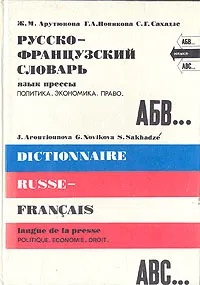 Ж. М. Арутюнова Г. А. Новикова С. Г. Сахадзе
РУССКО—
ФРАНЦУЗСКИЙ
СЛОВАРЬ
язык прессы
ПОЛИТИКА. ЭКОНОМИКА. ПРАВО.
АБВ...
ABC...
АБВ...
J. Aroutiounova G. Novikova S. Sakhadzé
DICTIONNAIRE
RUSSE—
FRANÇAIS
langue de la presse
POLITIQUE. ECONOMIE. DROIT.
ABC...